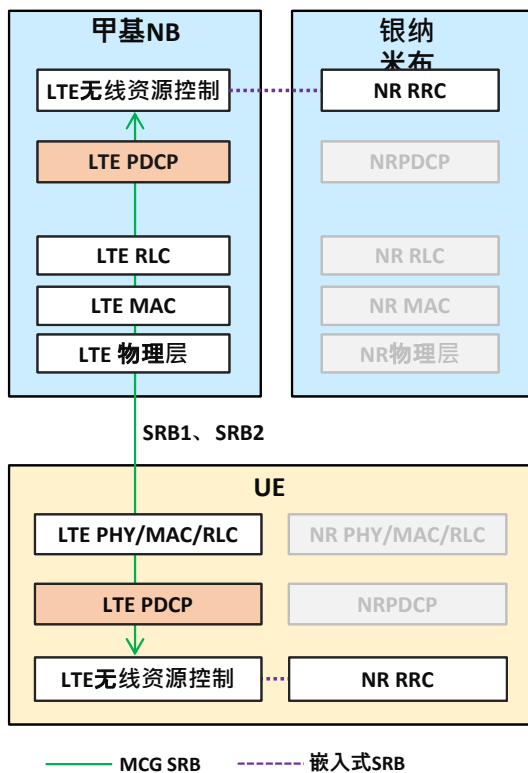 甲基NB
银纳
米布
LTE无线资源控制
NR RRC
LTE PDCP
NRPDCP
LTE RLC
NR RLC
LTE MAC
NR MAC
LTE 物理层
NR物理层
SRB1、 SRB2
UE
LTE PHY/MAC/RLC
NR PHY/MAC/RLC
LTE PDCP
NRPDCP
LTE无线资源控制
NR RRC
MCG SRB
嵌入式SRB